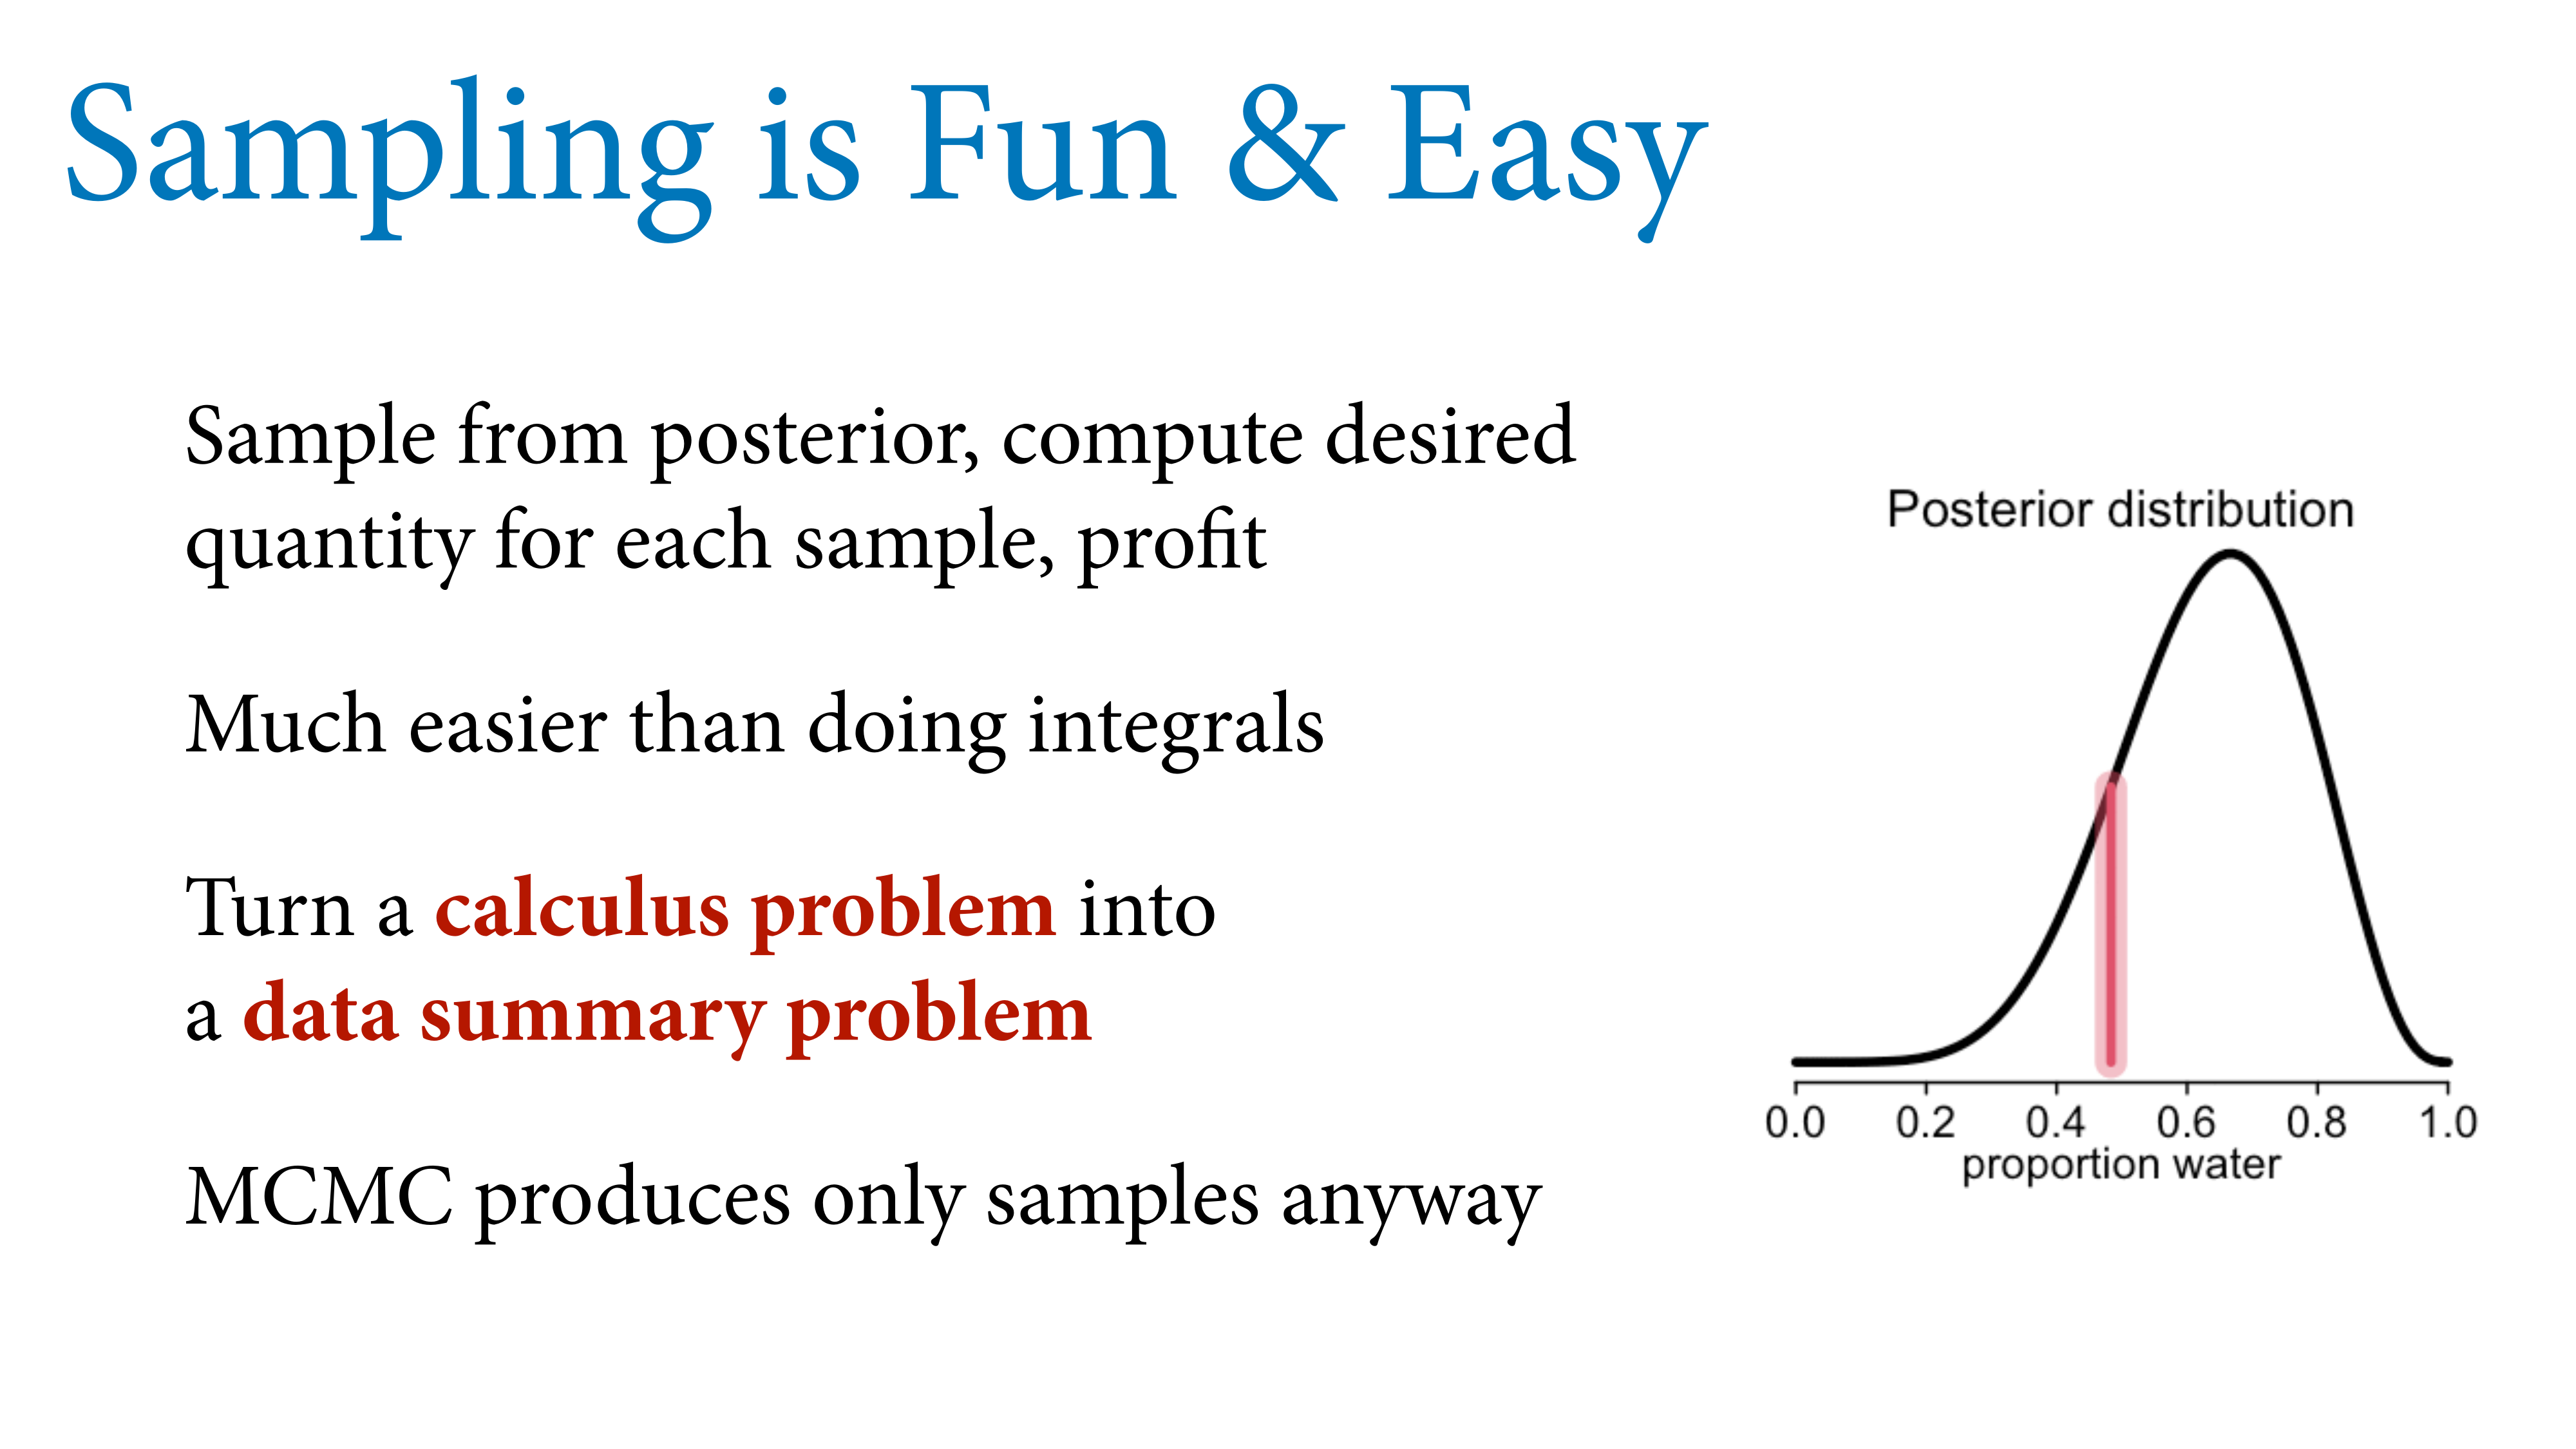 Sampling is Fun & Easy
Sample from posterior, compute desired
quantity for each sample, profit
Much easier than doing integrals
Turn a calculus problem into
a data summary problem
MCMC produces only samples anyway
Posterior distribution
0.0 0.2 0.4 0.6 0.8 1.0
proportion water